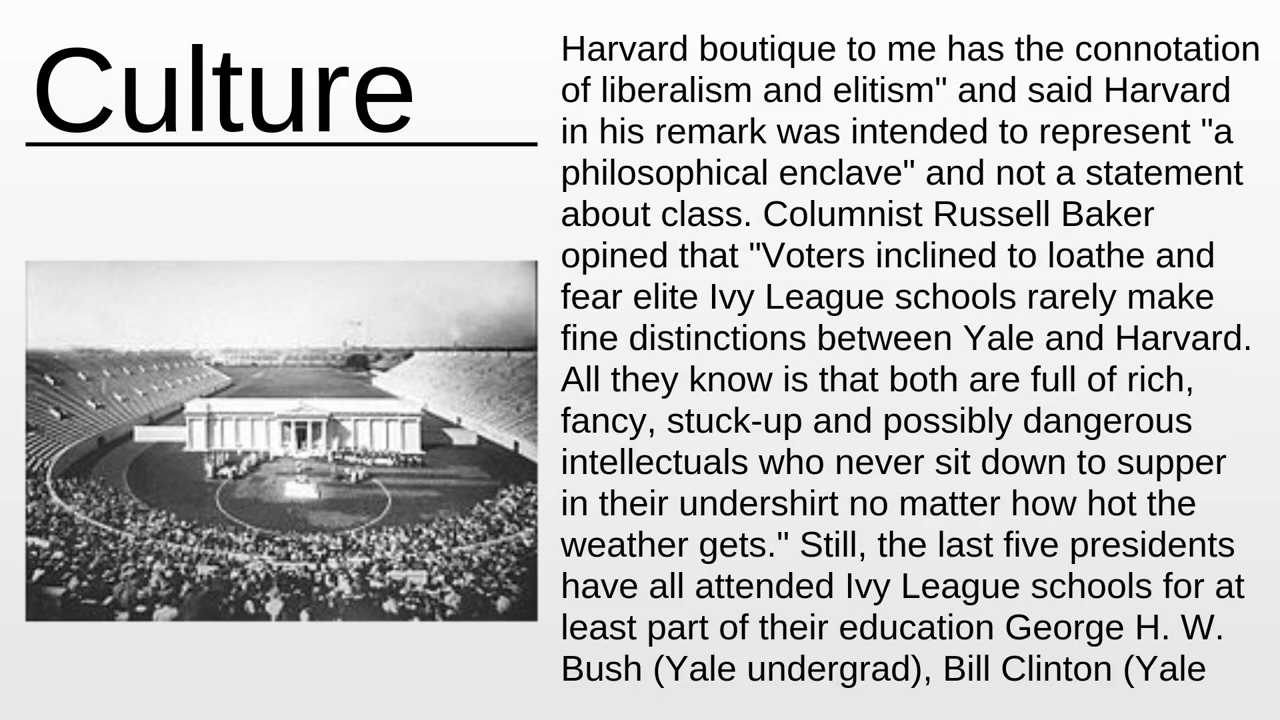 Culture
Harvard boutique to me has the connotation
of liberalism and elitism" and said Harvard
in his remark was intended to represent "a
philosophical enclave" and not a statement
about class. Columnist Russell Baker
opined that "Voters inclined to loathe and
fear elite Ivy League schools rarely make
fine distinctions between Yale and Harvard.
All they know is that both are full of rich,
fancy, stuck-up and possibly dangerous
intellectuals who never sit down to supper
in their undershirt no matter how hot the
weather gets." Still, the last five presidents
have all attended Ivy League schools for at
least part of their education George H. W.
Bush (Yale undergrad), Bill Clinton (Yale